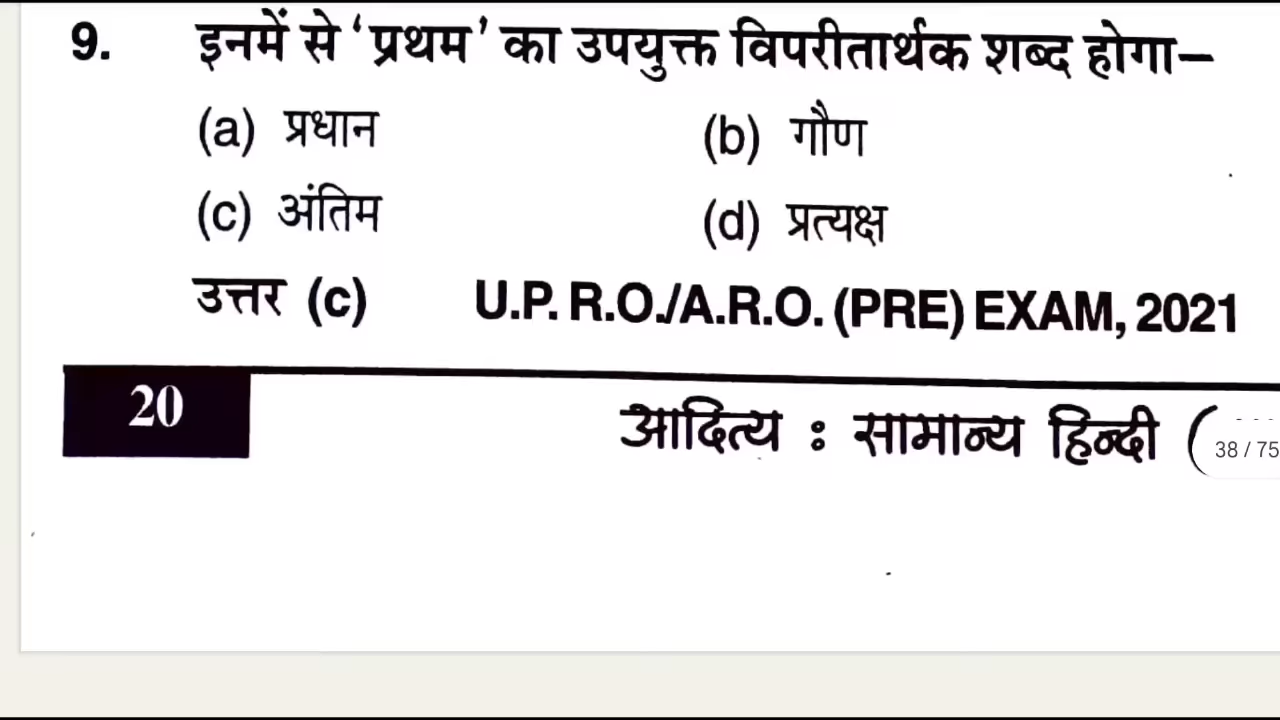 9. इनमें से ‘प्रथम’ का उपयुक्त विपरीतार्थक शब्द होगा–
(a) प्रधान (b) गौण
(c) अंतिम (d) प्रत्यक्ष
उत्तर (c) U.P. R.O./A.R.O. (PRE) EXAM, 2021
20 आदित्य : सामान्य हिन्दी (
38 / 75